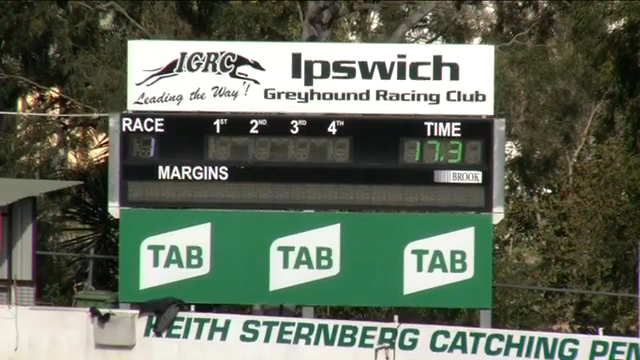 IGRC
Leading the Way!
Ipswich
Greyhound Racing Club
RACE 1ST 2ND 3RD 4TH TIME
1 17.3
MARGINS BROOK
TAB TAB TAB
KEITH STERNBERG CATCHING PEN